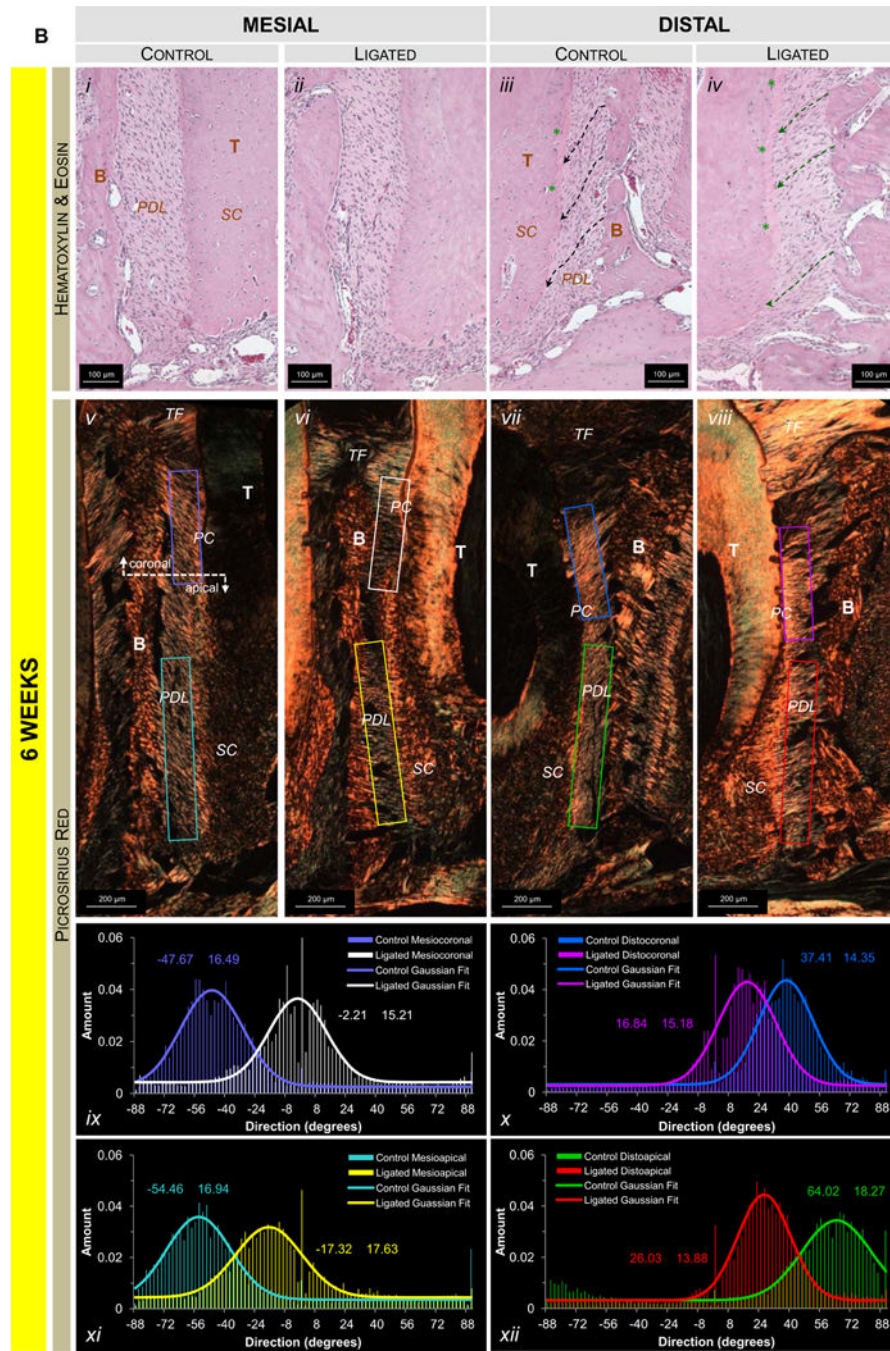 B
MESIAL
DISTAL
CONTROL
LIGATED
CONTROL
LIGATED
6 WEEKS
HEMATOXYLIN & EOSIN
i
B
PDL
T
SC
100 µm
ii
100 µm
iii
*
T
*
SC
B
PDL
100 µm
iv
*
*
*
100 µm
PICROSIRIUS RED
v
TF
T
PC
coronal
apical
B
PDL
SC
200 µm
vi
TF
PC
B
T
PDL
SC
200 µm
vii
TF
B
T
PC
PDL
SC
200 µm
viii
TF
T
PC
B
PDL
SC
200 µm
0.06
0.04
0.02
0
Amount
-47.67 16.49
Control Mesiocoronal
Ligated Mesiocoronal
Control Gaussian Fit
Ligated Gaussian Fit
-2.21 15.21
-88 -72 -56 -40 -24 -8 8 24 40 56 72 88
ix
Direction (degrees)
0.06
0.04
0.02
0
Amount
Control Distocoronal
Ligated Distocoronal
Control Gaussian Fit
Ligated Gaussian Fit
37.41 14.35
16.84 15.18
-88 -72 -56 -40 -24 -8 8 24 40 56 72 88
x
Direction (degrees)
0.06
0.04
0.02
0
Amount
-54.46 16.94
Control Mesioapical
Ligated Mesioapical
Control Gaussian Fit
Ligated Guassian Fit
-17.32 17.63
-88 -72 -56 -40 -24 -8 8 24 40 56 72 88
xi
Direction (degrees)
0.06
0.04
0.02
0
Amount
Control Distoapical
Ligated Distoapical
Control Gaussian Fit
Ligated Gaussian Fit
64.02 18.27
26.03 13.88
-88 -72 -56 -40 -24 -8 8 24 40 56 72 88
xii
Direction (degrees)